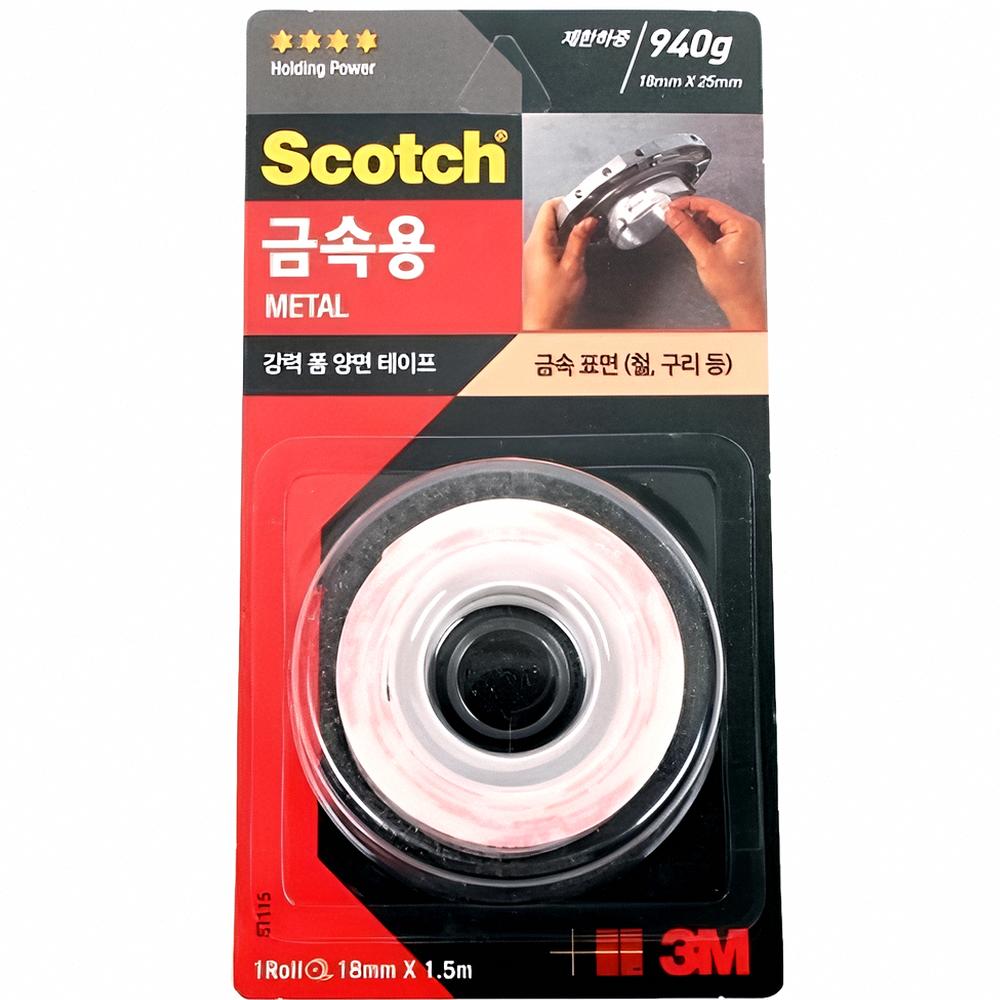 Holding Power
제한하중
940g
18mm X 25mm
Scotch®
금속용
METAL
강력 폼 양면 테이프
금속 표면 (철, 구리 등)
1Roll 18mm X 1.5m
3M